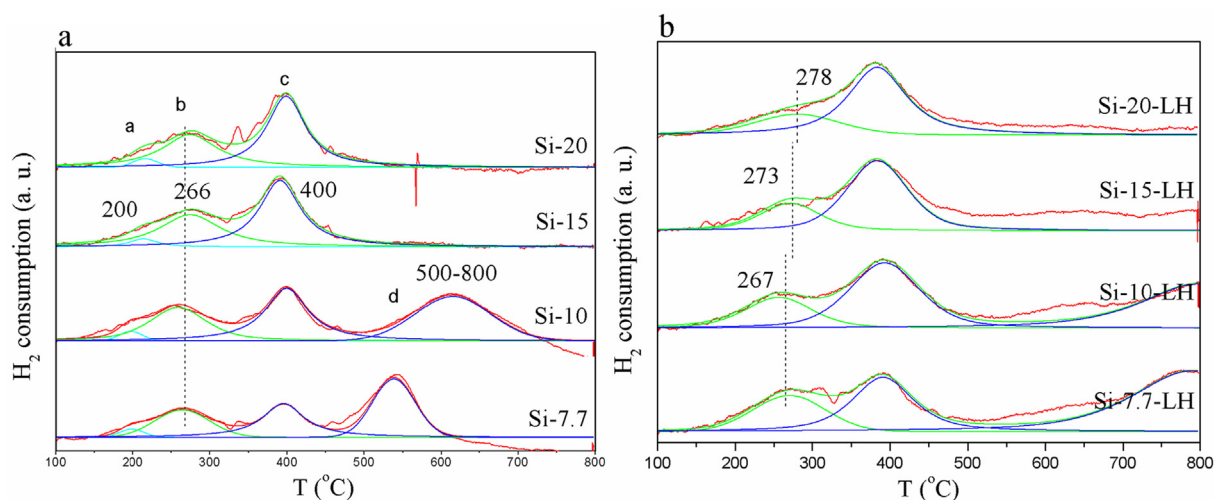 a
a
b
c
Si-20
200
266
400
Si-15
500-800
d
Si-10
Si-7.7
H2 consumption (a. u.)
100 200 300 400 500 600 700 800
T (°C)
b
278
Si-20-LH
273
Si-15-LH
267
Si-10-LH
Si-7.7-LH
H2 consumption (a. u.)
100 200 300 400 500 600 700 800
T (°C)